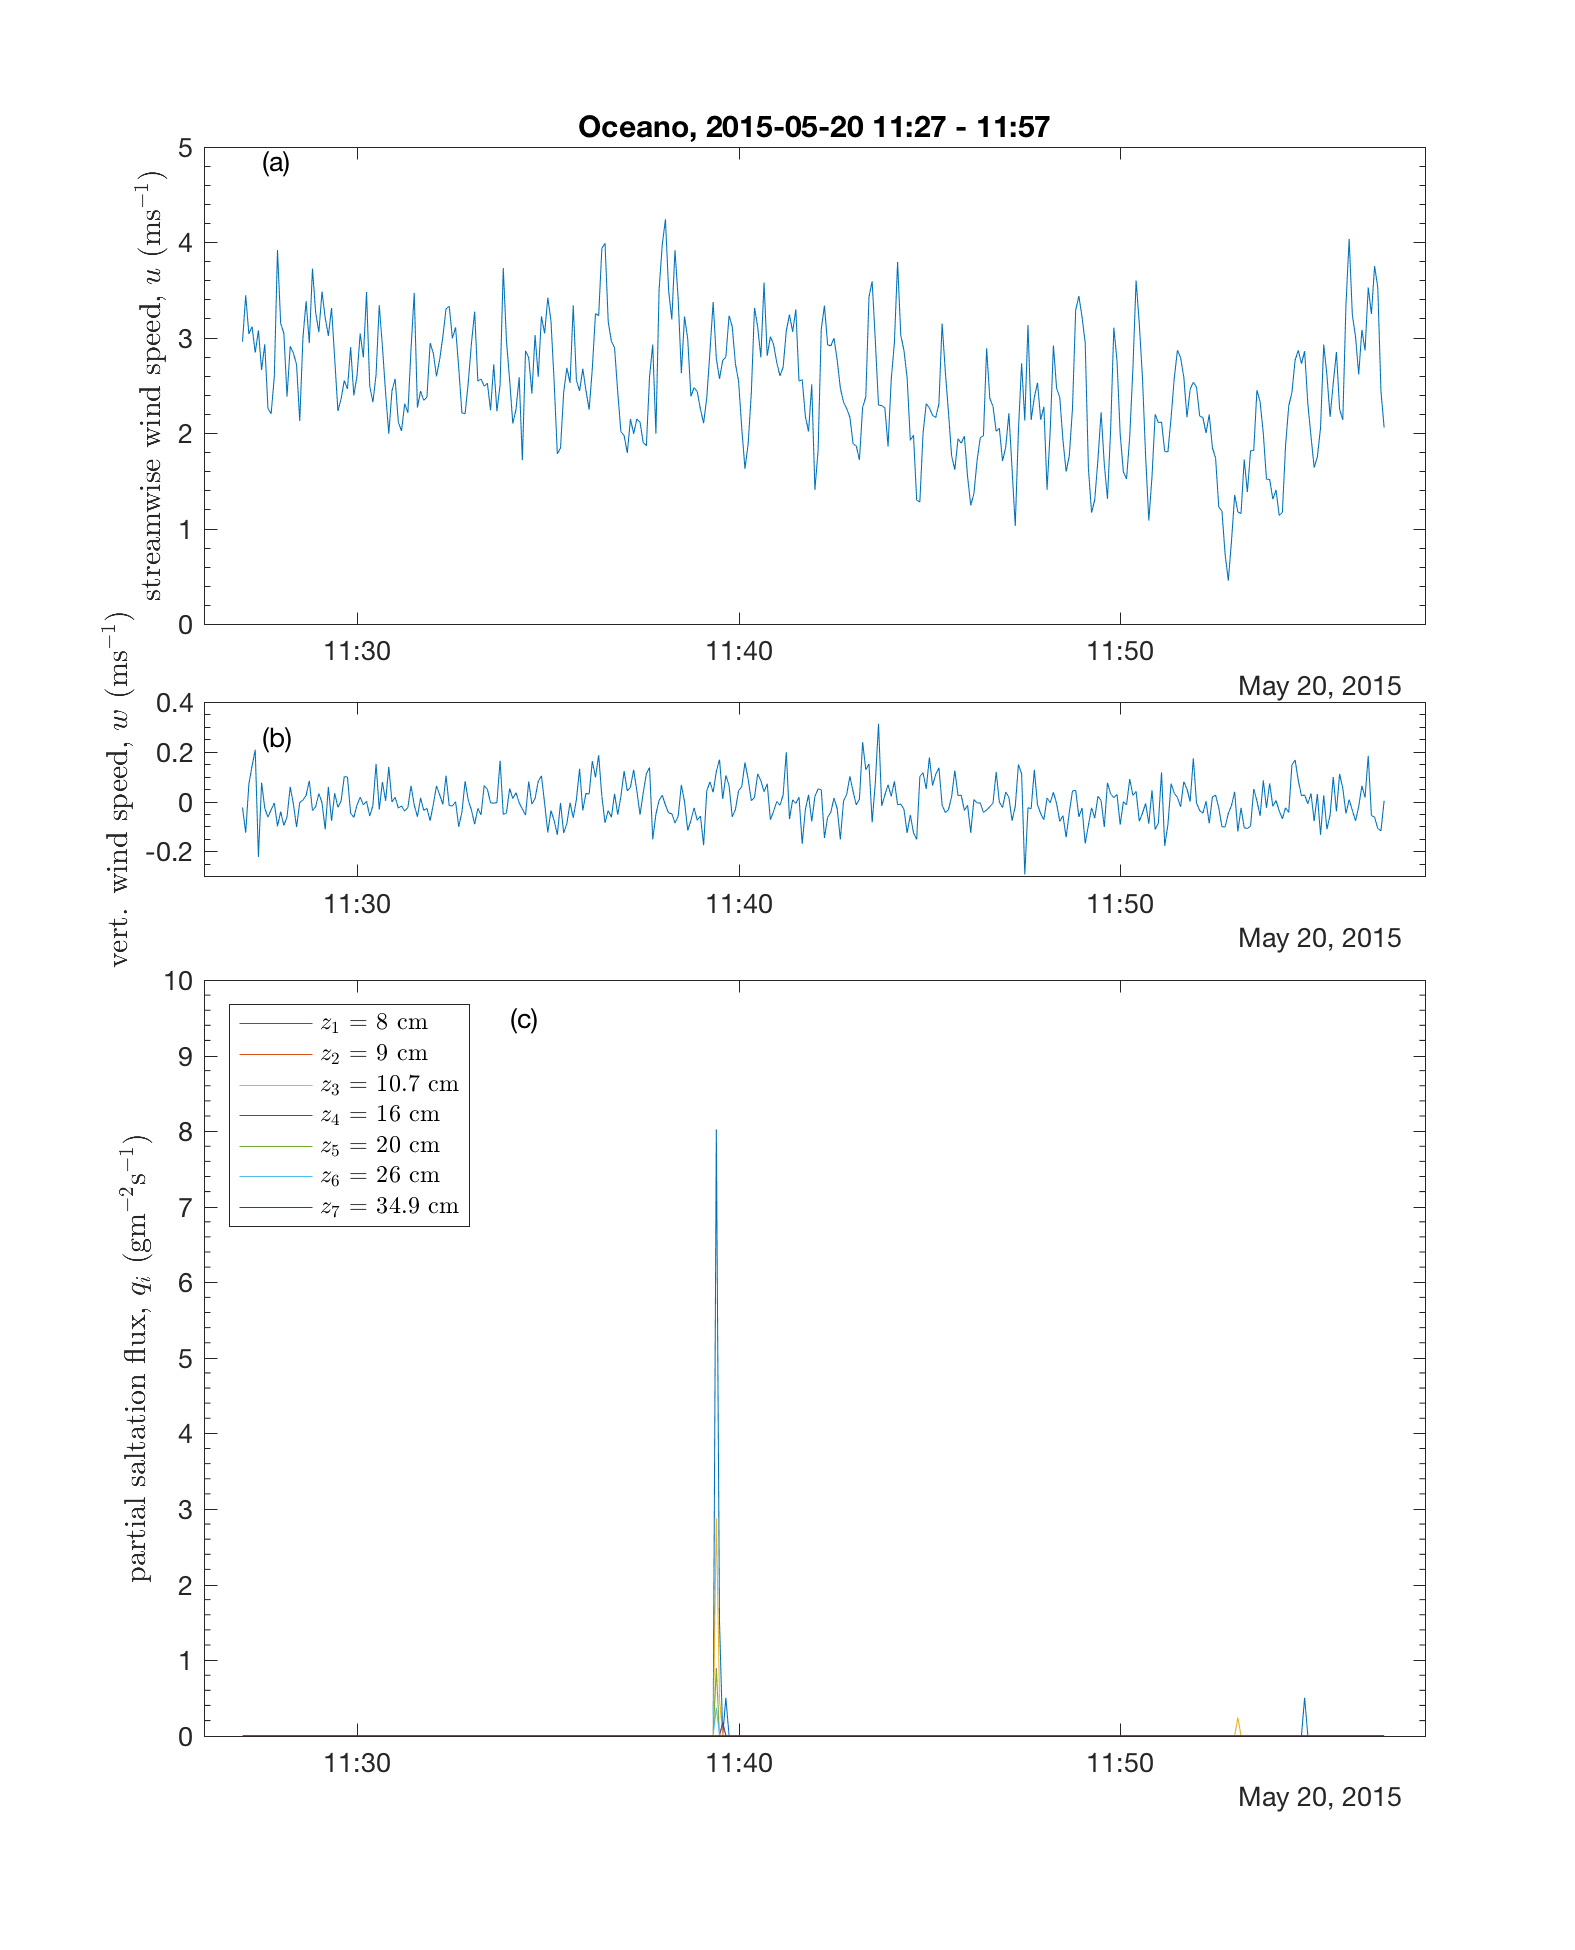 Oceano, 2015-05-20 11:27 - 11:57
(a)
streamwise wind speed, u (ms⁻¹)
5
4
3
2
1
0
11:30 11:40 11:50
May 20, 2015
(b)
vert. wind speed, w (ms⁻¹)
0.4
0.2
0
-0.2
11:30 11:40 11:50
May 20, 2015
(c)
partial saltation flux, qᵢ (gm⁻²s⁻¹)
10
9
8
7
6
5
4
3
2
1
0
z₁ = 8 cm
z₂ = 9 cm
z₃ = 10.7 cm
z₄ = 16 cm
z₅ = 20 cm
z₆ = 26 cm
z₇ = 34.9 cm
11:30 11:40 11:50
May 20, 2015